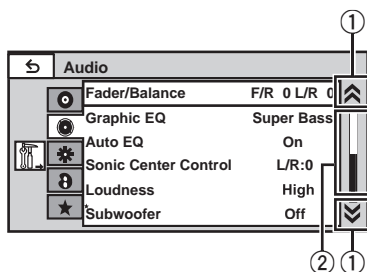 ①
Audio
Fader/Balance F/R 0 L/R 0
Graphic EQ Super Bass
Auto EQ On
Sonic Center Control L/R:0
Loudness High
*Subwoofer Off
② ①